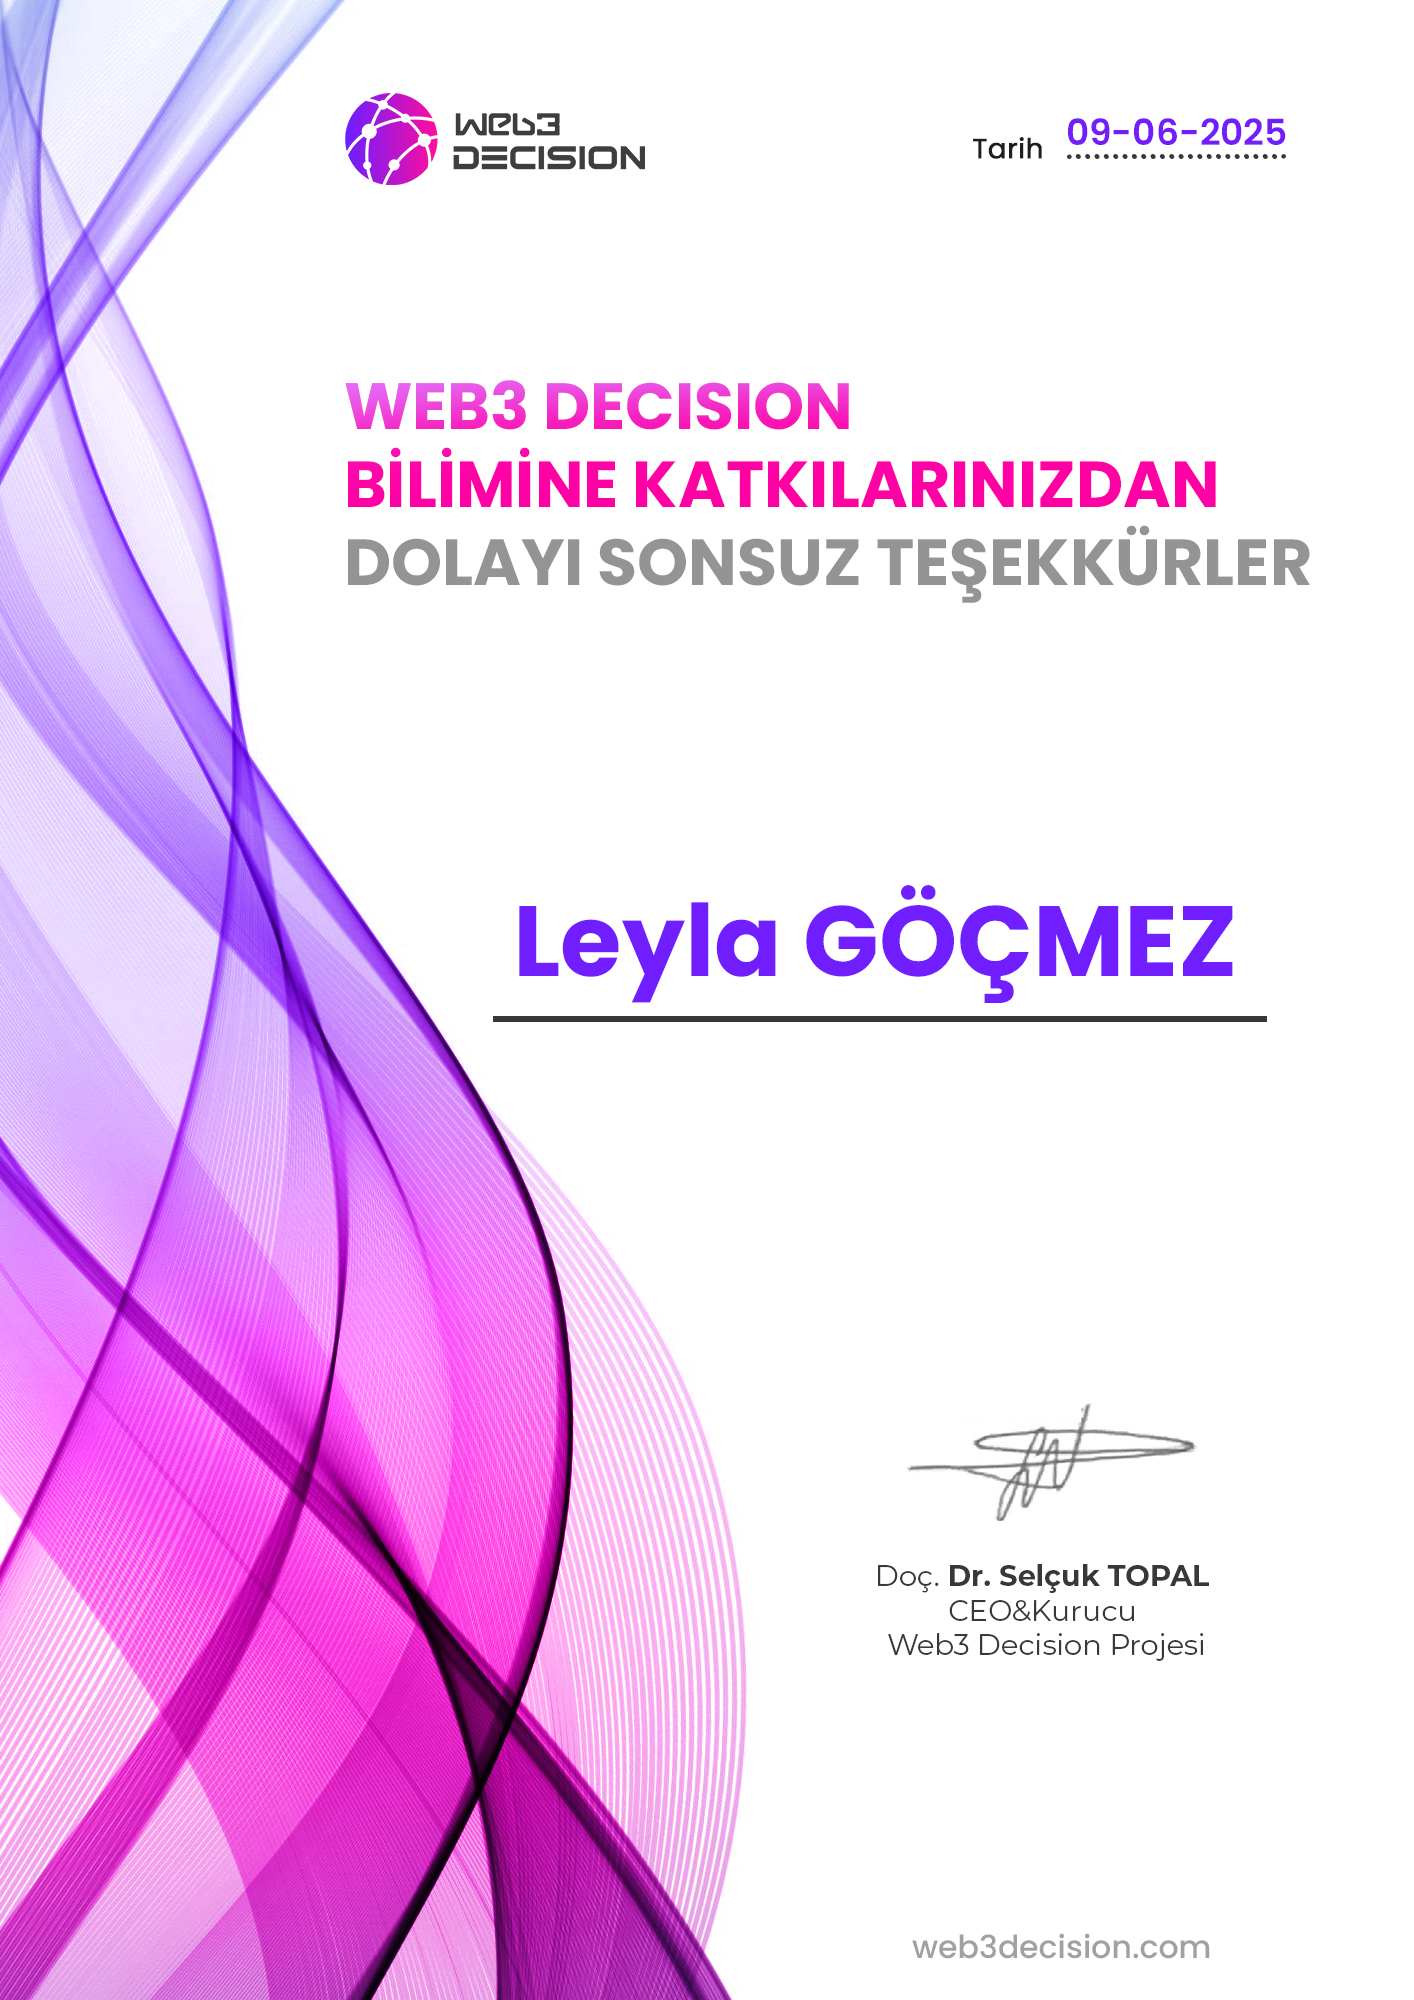 Web3
DECISION
Tarih 09-06-2025
WEB3 DECISION
BİLİMİNE KATKILARINIZDAN
DOLAYI SONSUZ TEŞEKKÜRLER
Leyla GÖÇMEZ
Doç. Dr. Selçuk TOPAL
CEO&Kurucu
Web3 Decision Projesi
web3decision.com